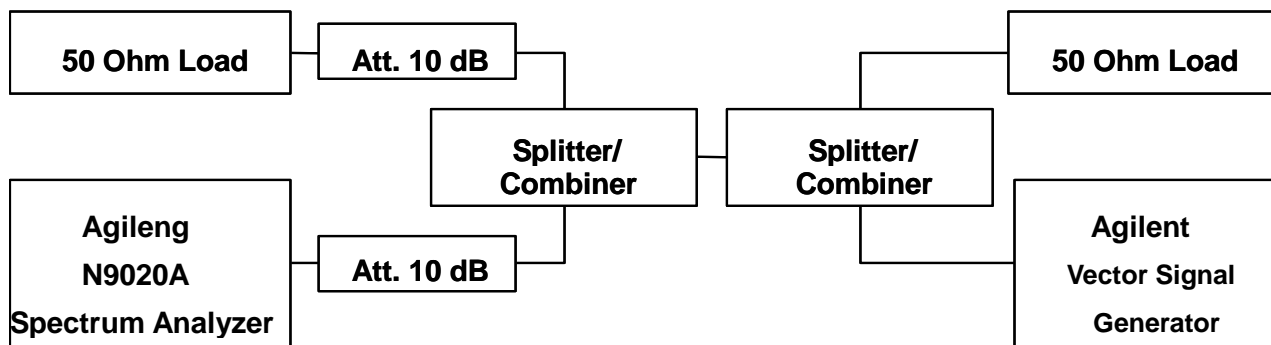 50 Ohm Load
Att. 10 dB
50 Ohm Load
Splitter/
Combiner
Splitter/
Combiner
Agileng
N9020A
Spectrum Analyzer
Att. 10 dB
Agilent
Vector Signal
Generator